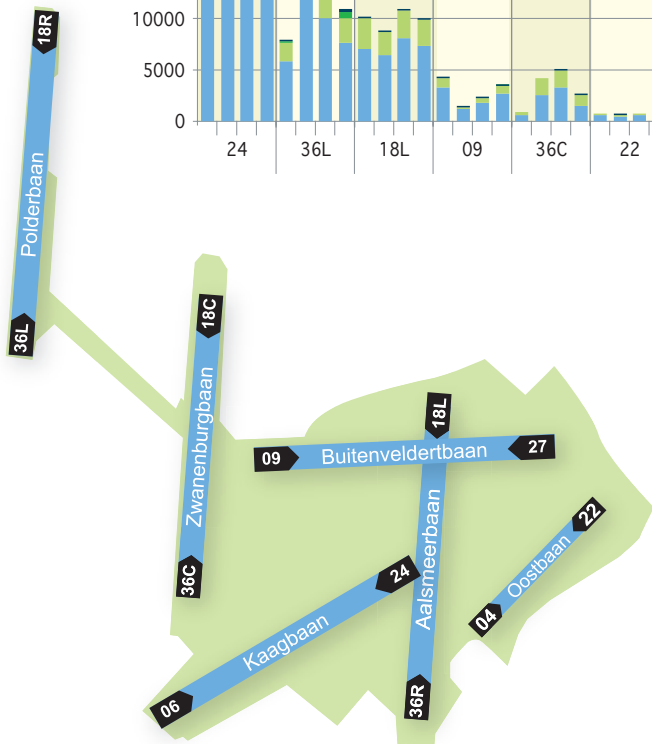 10000
5000
0
24 36L 18L 09 36C 22
18R
Polderbaan
36L
18C
Zwanenburgbaan
36C
18L
09 Buitenveldertbaan 27
Aalsmeerbaan
36R
22
Oostbaan
04
24
Kaagbaan
06